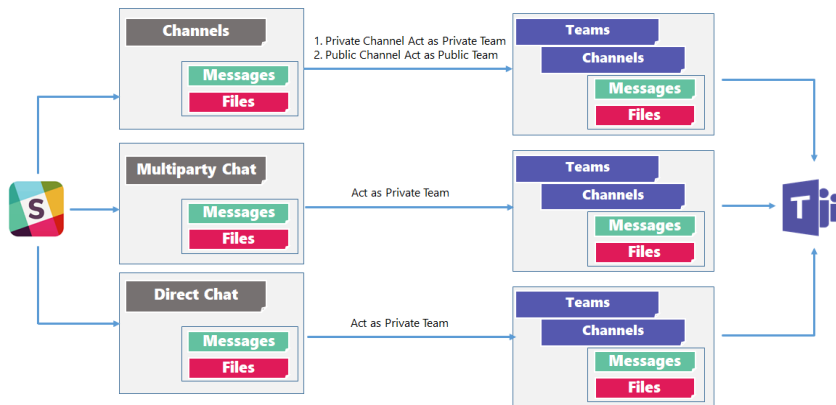 Channels
Messages
Files
1. Private Channel Act as Private Team
2. Public Channel Act as Public Team
Teams
Channels
Messages
Files
S
Multiparty Chat
Messages
Files
Act as Private Team
Teams
Channels
Messages
Files
T
Direct Chat
Messages
Files
Act as Private Team
Teams
Channels
Messages
Files